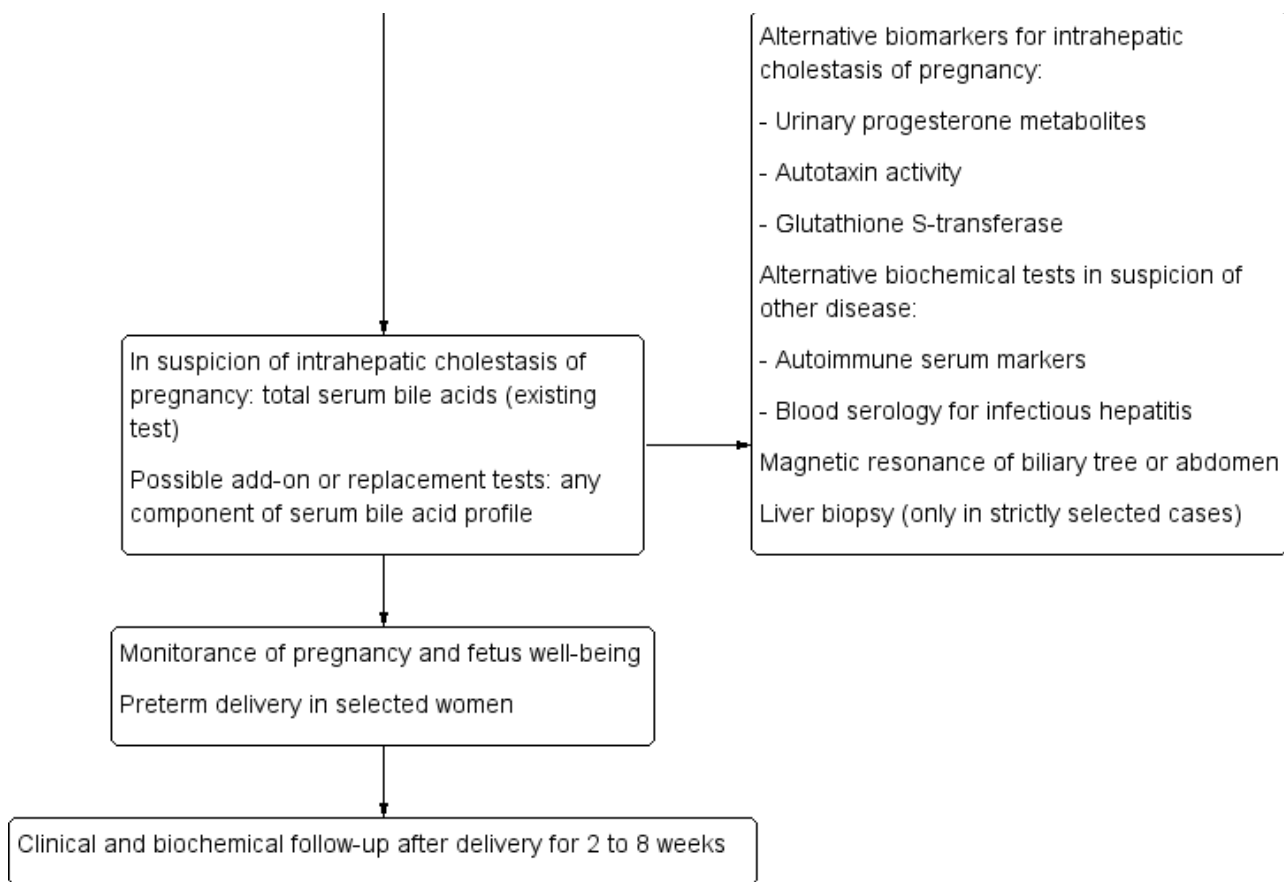 Alternative biomarkers for intrahepatic
cholestasis of pregnancy:
- Urinary progesterone metabolites
- Autotaxin activity
- Glutathione S-transferase
Alternative biochemical tests in suspicion of
other disease:
- Autoimmune serum markers
- Blood serology for infectious hepatitis
Magnetic resonance of biliary tree or abdomen
Liver biopsy (only in strictly selected cases)
In suspicion of intrahepatic cholestasis of
pregnancy: total serum bile acids (existing
test)
Possible add-on or replacement tests: any
component of serum bile acid profile
Monitorance of pregnancy and fetus well-being
Preterm delivery in selected women
Clinical and biochemical follow-up after delivery for 2 to 8 weeks